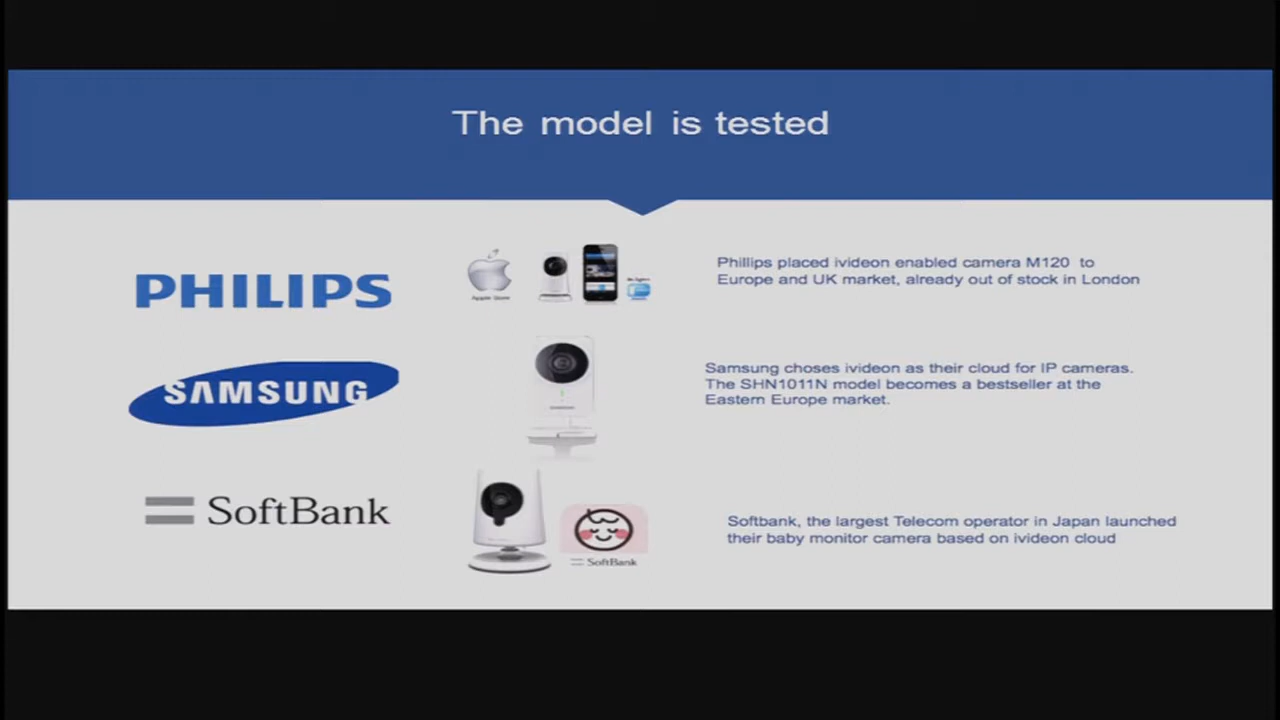 The model is tested
PHILIPS
Apple Store
Phillips placed ivideon enabled camera M120 to
Europe and UK market, already out of stock in London
SAMSUNG
Samsung choses ivideon as their cloud for IP cameras.
The SHN1011N model becomes a bestseller at the
Eastern Europe market.
SoftBank
SoftBank
Softbank, the largest Telecom operator in Japan launched
their baby monitor camera based on ivideon cloud